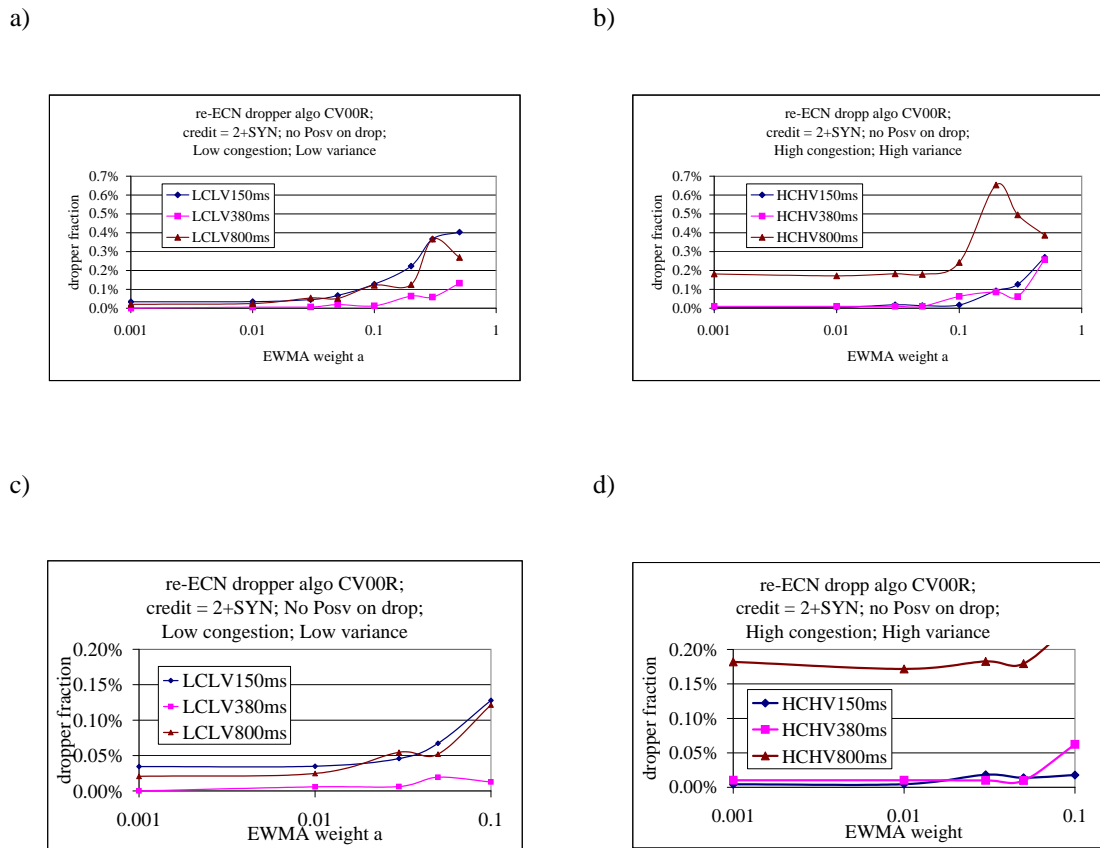 a)
b)
re-ECN dropper algo CV00R;
credit = 2+SYN; no Posv on drop;
Low congestion; Low variance
0.7%
0.6%
0.5%
0.4%
0.3%
0.2%
0.1%
0.0%
dropper fraction
LCLV150ms
LCLV380ms
LCLV800ms
0.001
0.01
0.1
1
EWMA weight a
re-ECN dropp algo CV00R;
credit = 2+SYN; no Posv on drop;
High congestion; High variance
0.7%
0.6%
0.5%
0.4%
0.3%
0.2%
0.1%
0.0%
dropper fraction
HCHV150ms
HCHV380ms
HCHV800ms
0.001
0.01
0.1
1
EWMA weight a
c)
d)
re-ECN dropper algo CV00R;
credit = 2+SYN; No Posv on drop;
Low congestion; Low variance
0.20%
0.15%
0.10%
0.05%
0.00%
dropper fraction
LCLV150ms
LCLV380ms
LCLV800ms
0.001
0.01
0.1
EWMA weight a
re-ECN dropp algo CV00R;
credit = 2+SYN; no Posv on drop;
High congestion; High variance
0.20%
0.15%
0.10%
0.05%
0.00%
dropper fraction
HCHV150ms
HCHV380ms
HCHV800ms
0.001
0.01
0.1
EWMA weight